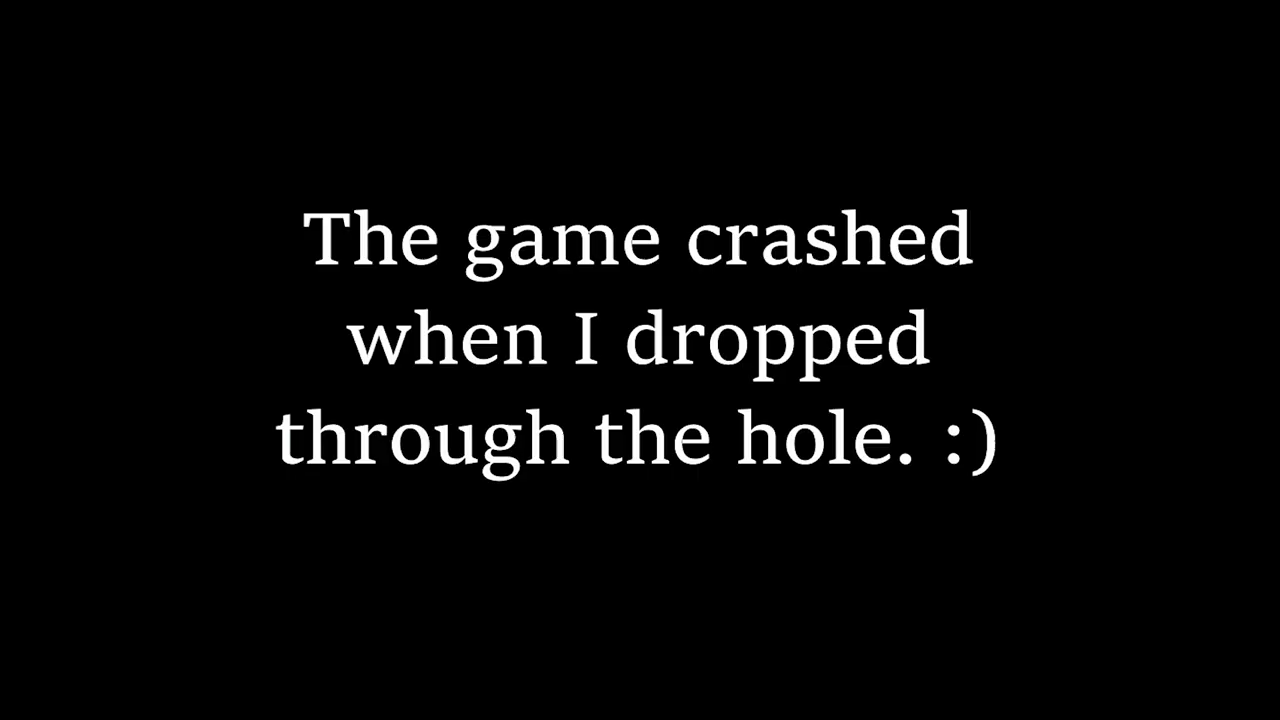 The game crashed
when I dropped
through the hole. :)